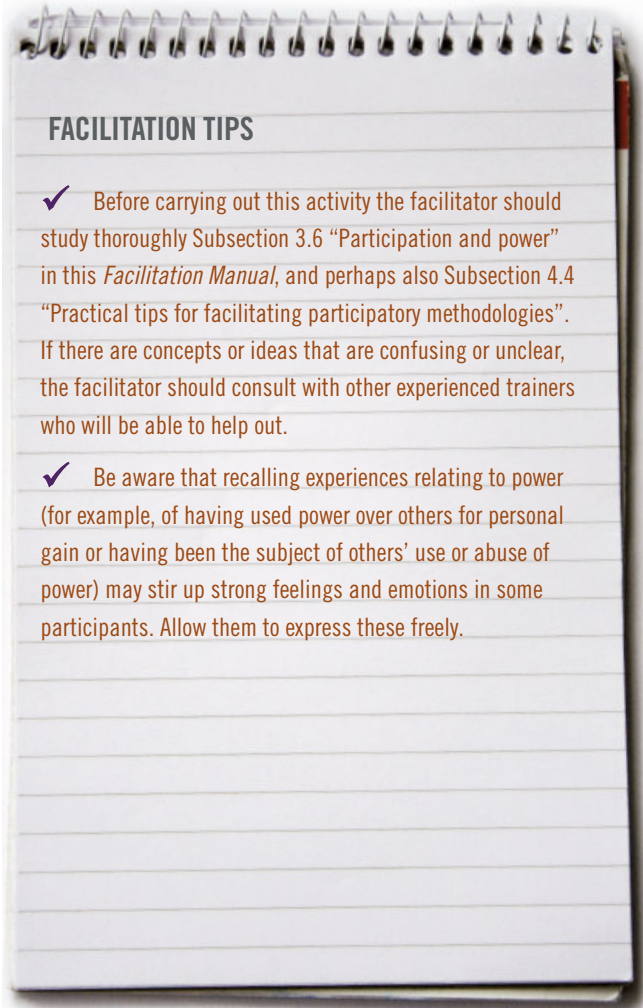 FACILITATION TIPS
✓ Before carrying out this activity the facilitator should
study thoroughly Subsection 3.6 “Participation and power”
in this Facilitation Manual, and perhaps also Subsection 4.4
“Practical tips for facilitating participatory methodologies”.
If there are concepts or ideas that are confusing or unclear,
the facilitator should consult with other experienced trainers
who will be able to help out.
✓ Be aware that recalling experiences relating to power
(for example, of having used power over others for personal
gain or having been the subject of others’ use or abuse of
power) may stir up strong feelings and emotions in some
participants. Allow them to express these freely.